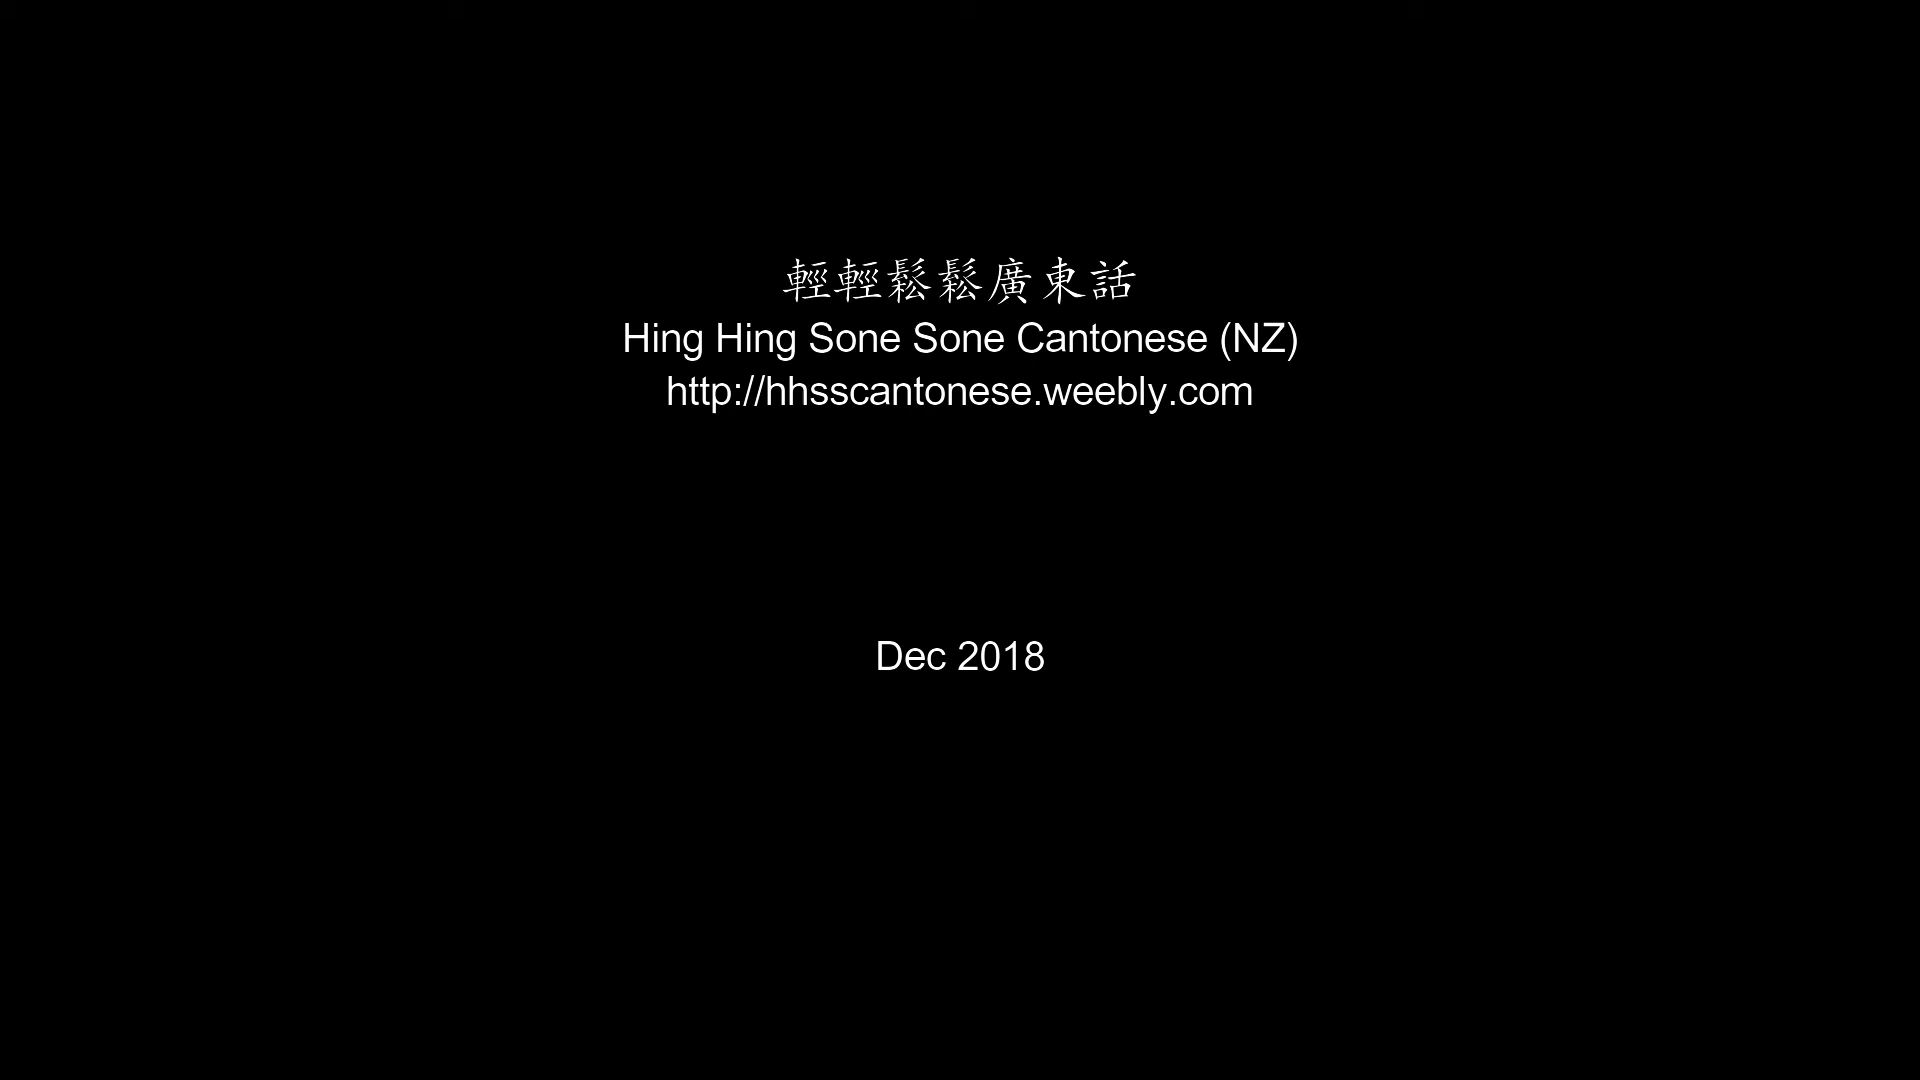 輕輕鬆鬆廣東話
Hing Hing Sone Sone Cantonese (NZ)
http://hhsscantonese.weebly.com
Dec 2018